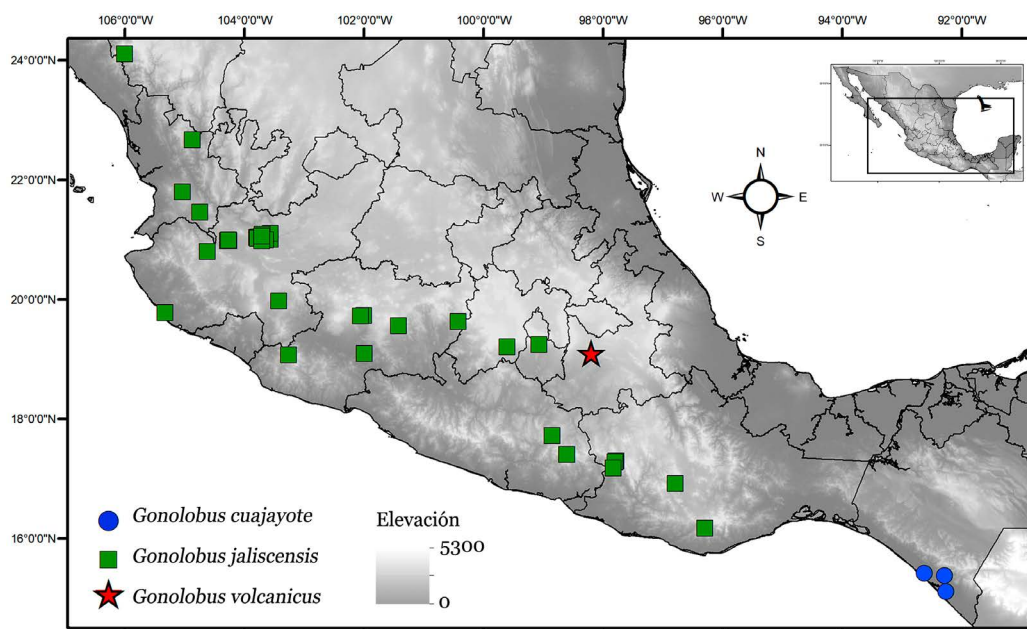 106°0'0"W 104°0'0"W 102°0'0"W 100°0'0"W 98°0'0"W 96°0'0"W 94°0'0"W 92°0'0"W
24°0'0"N
22°0'0"N
20°0'0"N
18°0'0"N
16°0'0"N
N
W E
S
Gonolobus cuajayote
Gonolobus jaliscensis
Gonolobus volcanicus
Elevación
5300
0